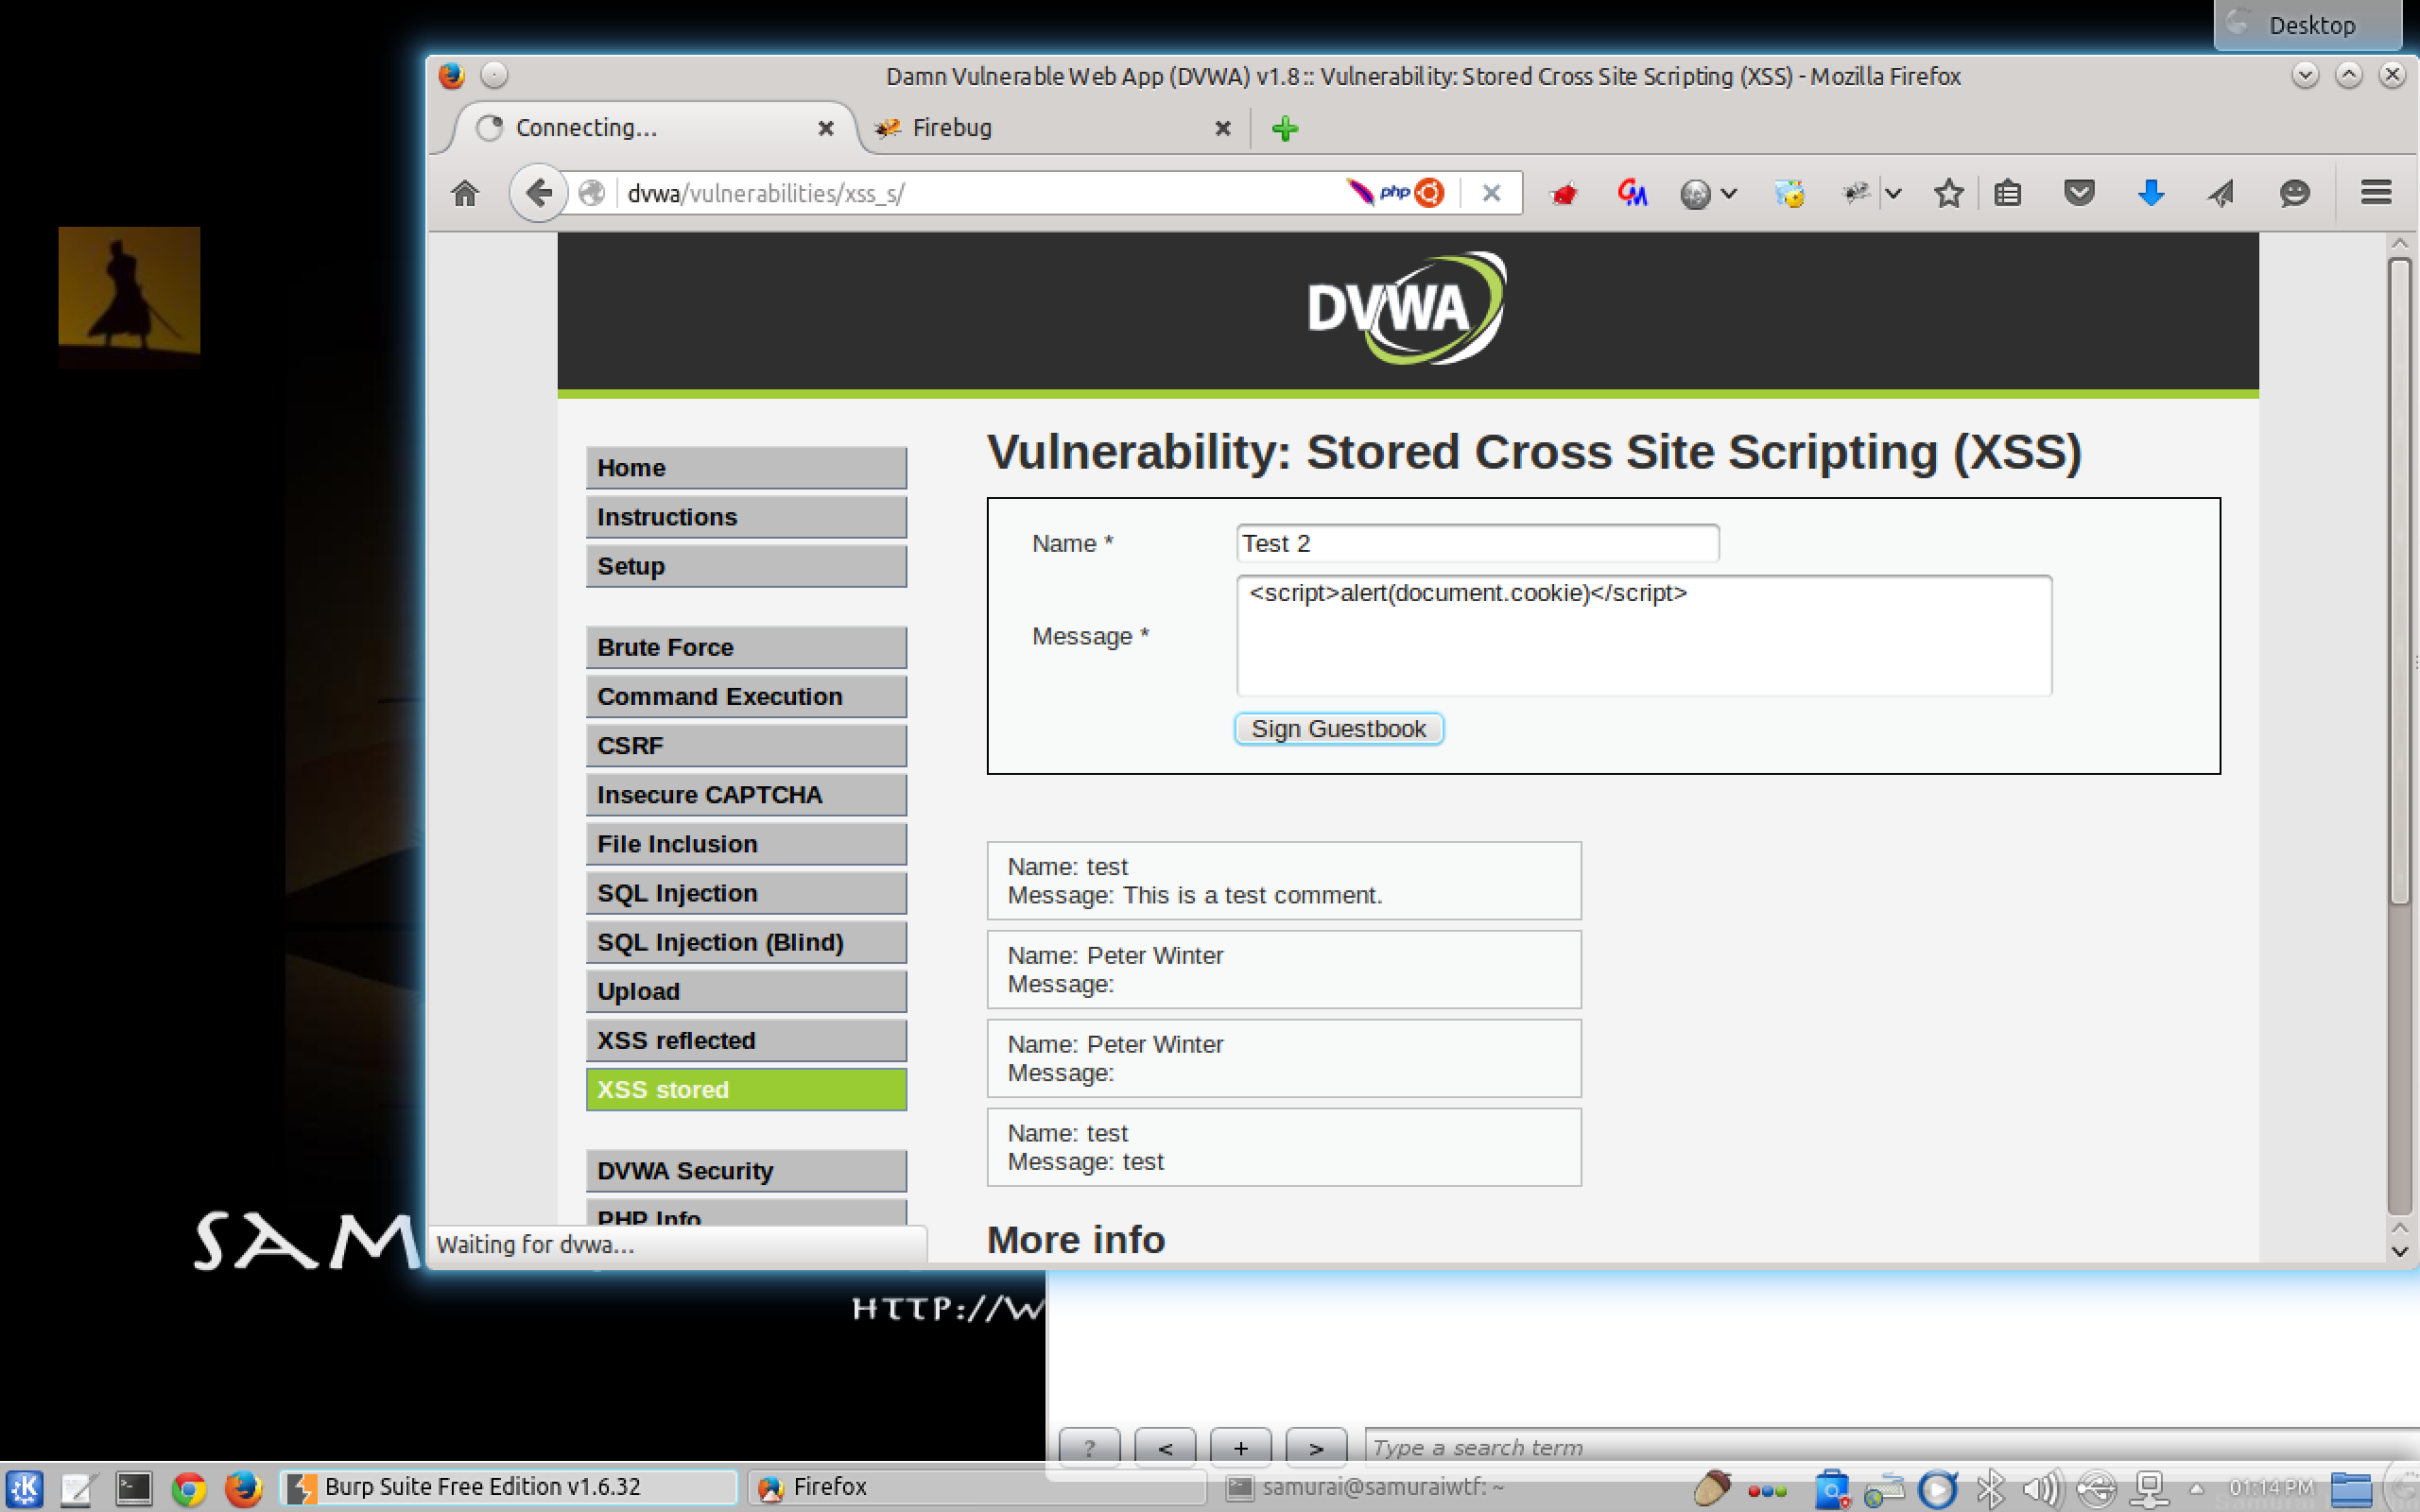 Desktop
Damn Vulnerable Web App (DVWA) v1.8 :: Vulnerability: Stored Cross Site Scripting (XSS) - Mozilla Firefox
Connecting...
Firebug
dvwa/vulnerabilities/xss_s/
php
DVWA
Vulnerability: Stored Cross Site Scripting (XSS)
Home
Instructions
Setup
Brute Force
Command Execution
CSRF
Insecure CAPTCHA
File Inclusion
SQL Injection
SQL Injection (Blind)
Upload
XSS reflected
XSS stored
DVWA Security
PHP Info
Name *
Test 2
Message *
<script>alert(document.cookie)</script>
Sign Guestbook
Name: test
Message: This is a test comment.
Name: Peter Winter
Message:
Name: Peter Winter
Message:
Name: test
Message: test
More info
Waiting for dvwa...
SAM
HTTP://W
?
<
+
>
Type a search term
Burp Suite Free Edition v1.6.32
Firefox
samurai@samuraiwtf: ~
01:14 PM